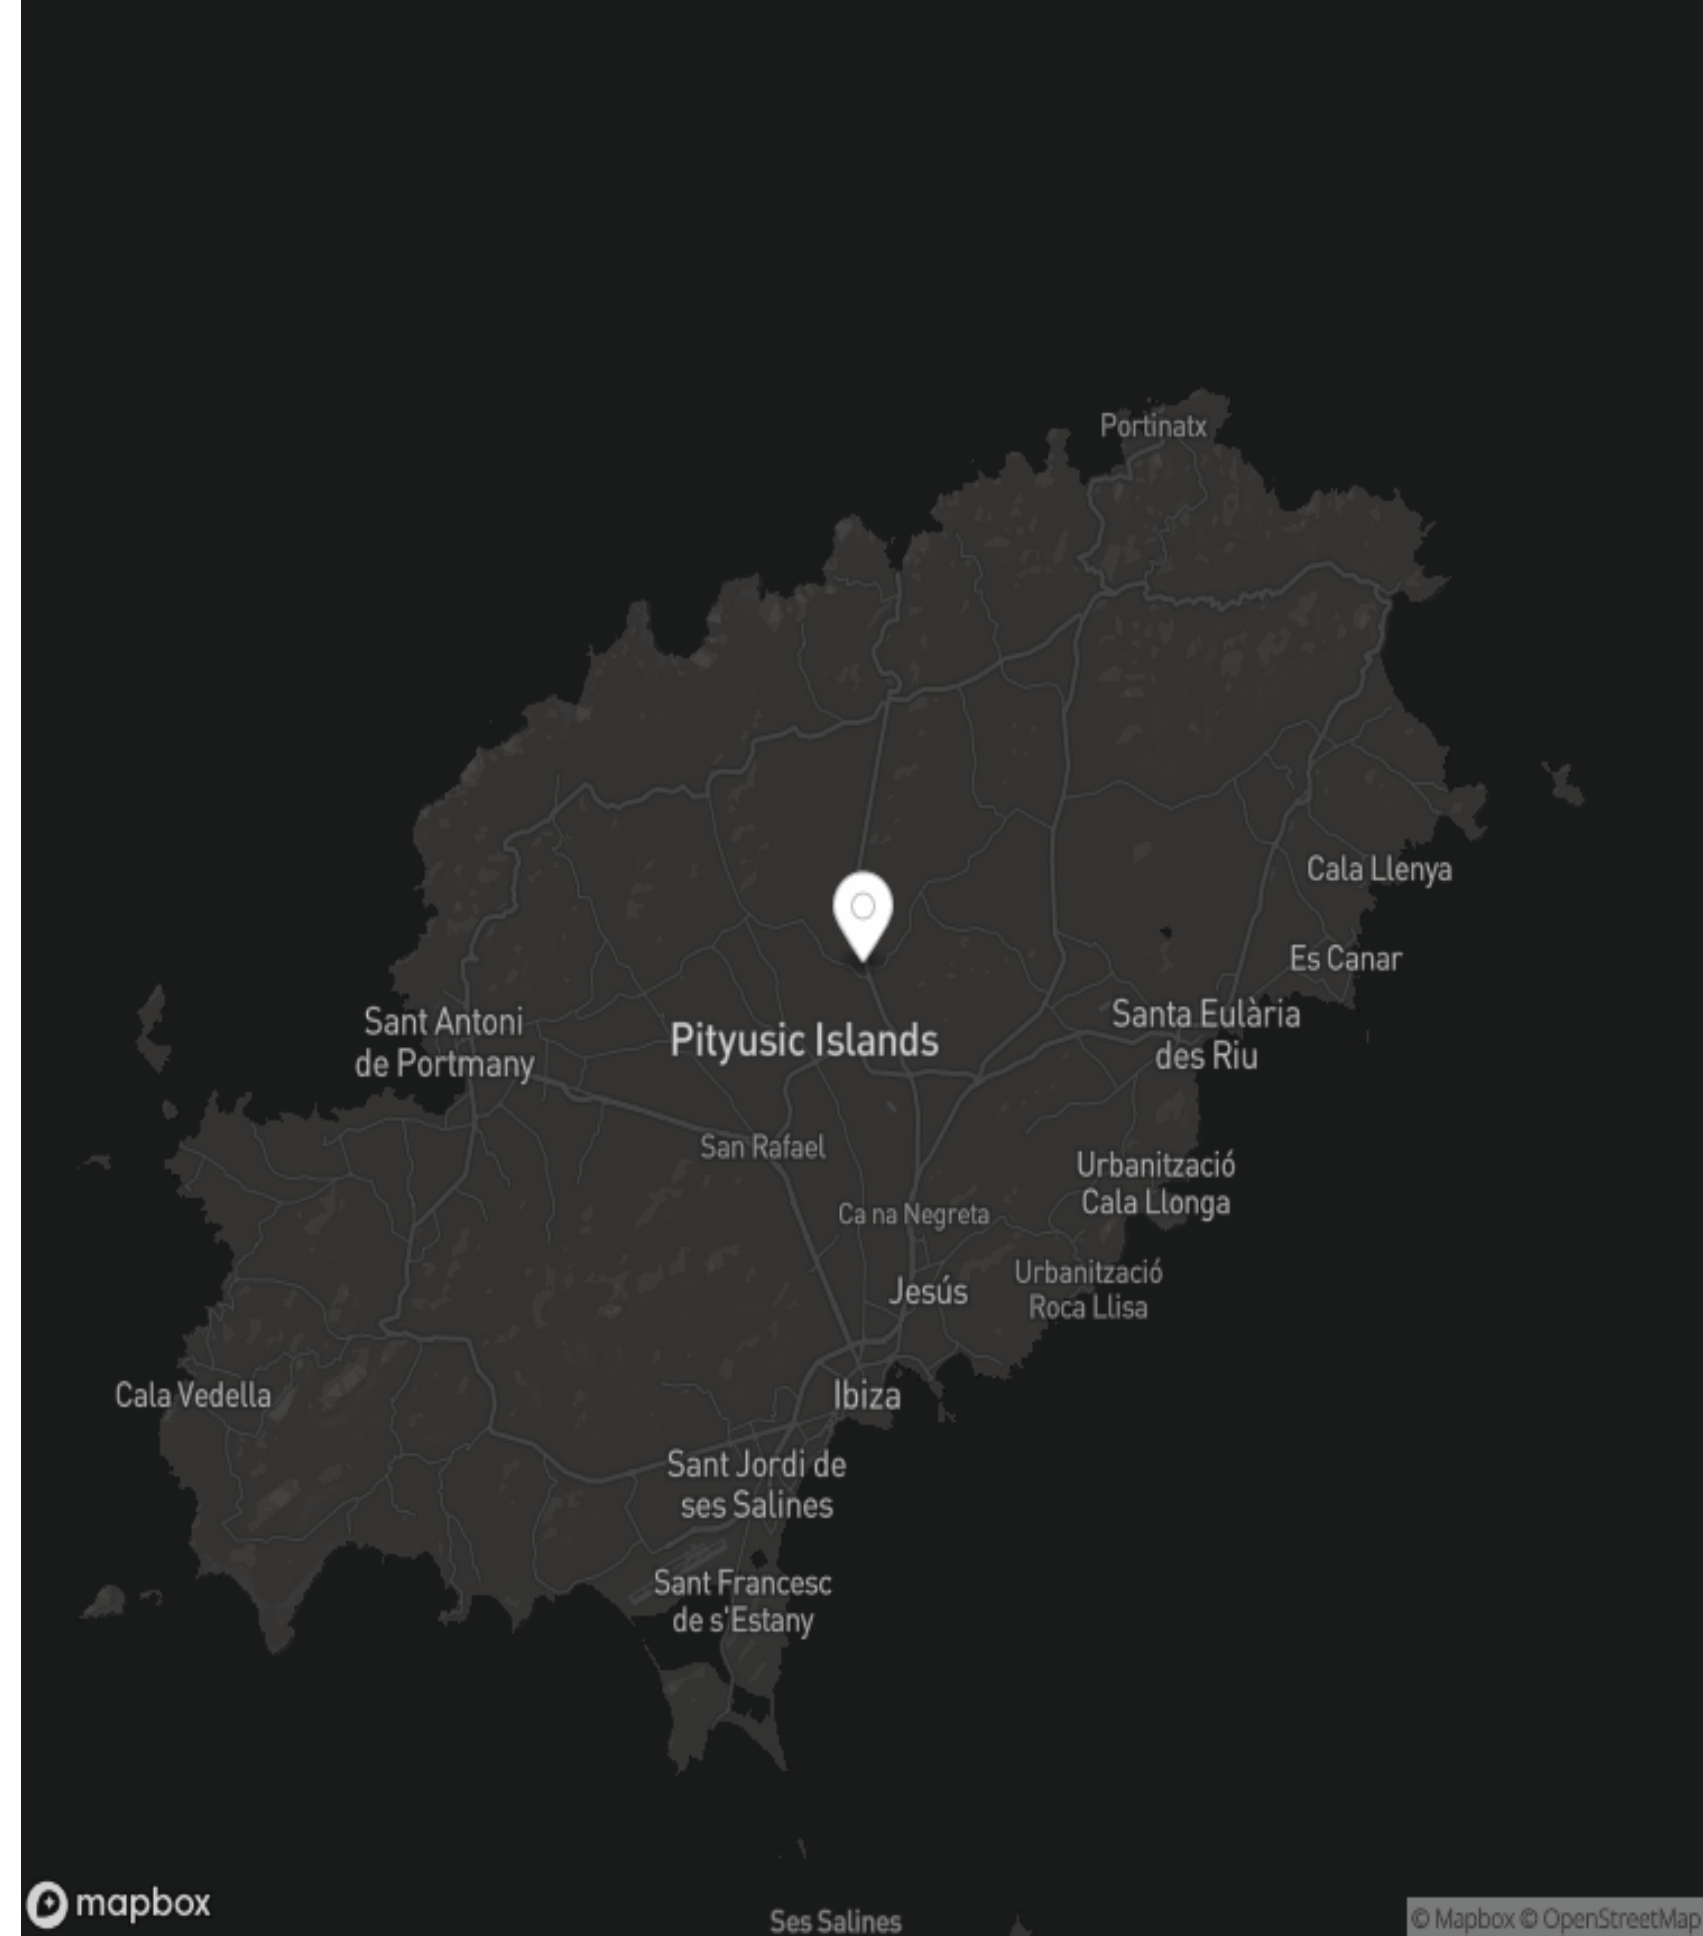 Portinatx
Cala Llenya
Es Canar
Sant Antoni
de Portmany
Santa Eulària
des Riu
Pityusic Islands
San Rafael
Urbanització
Cala Llonga
Ca na Negreta
Urbanització
Roca Llisa
Jesús
Cala Vedella
Ibiza
Sant Jordi de
ses Salines
Sant Francesc
de s'Estany
mapbox
Ses Salines
© Mapbox © OpenStreetMap